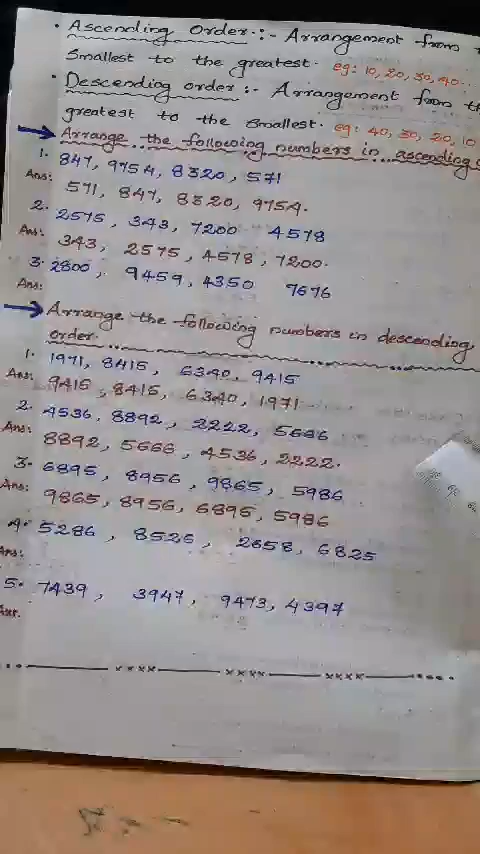 • Ascending Order :- Arrangement from
Smallest to the greatest. eg: 10, 20, 30, 40..
• Descending order :- Arrangement from th
greatest to the smallest. eg: 40, 30, 20, 10
→ Arrange the following numbers in ascending
1. 847, 9754, 8320, 571
Ans: 571, 847, 8320, 9754.
2. 2575, 343, 7200 4578
Ans: 343, 2575, 4578, 7200.
3. 2800, 9459, 4350 7676
Ans:
→ Arrange the following numbers in descending
order.
1. 1971, 8415, 6340, 9415
Ans: 9415, 8415, 6340, 1971
2. 4536, 8892, 2222, 5666
Ans: 8892, 5666, 4536, 2222.
3. 6895, 8956, 9865, 5986
Ans: 9865, 8956, 6895, 5986
4. 5286, 8526, 2658, 6825
Ans:
5. 7439, 3947, 9473, 4397
Ans.
xxxx xxxx xxxx